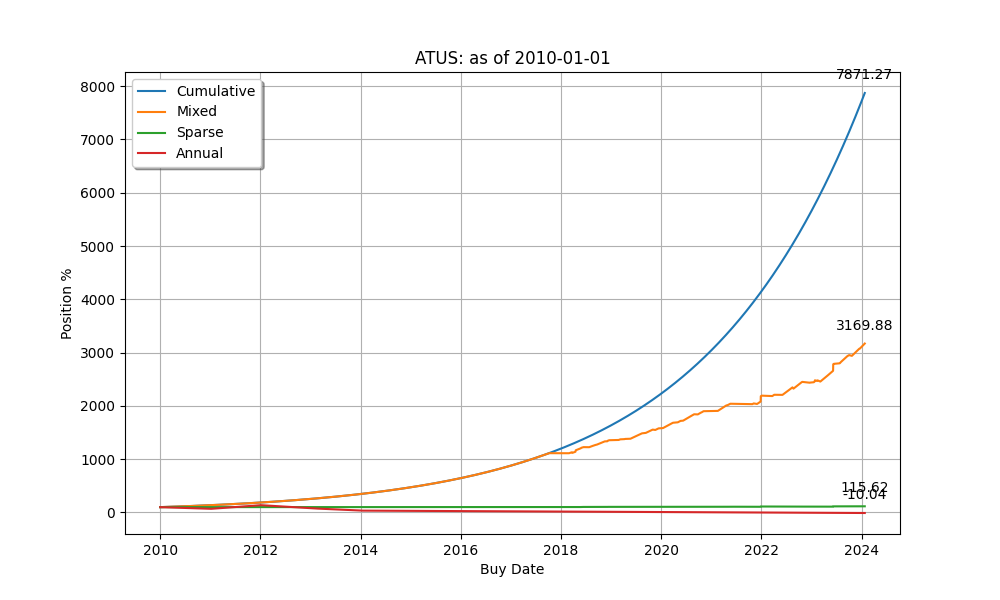 ATUS: as of 2010-01-01
7871.27
8000
Cumulative
Mixed
Sparse
Annual
7000
6000
5000
4000
3169.88
3000
2000
1000
115.62
-10.04
0
Position %
2010 2012 2014 2016 2018 2020 2022 2024
Buy Date